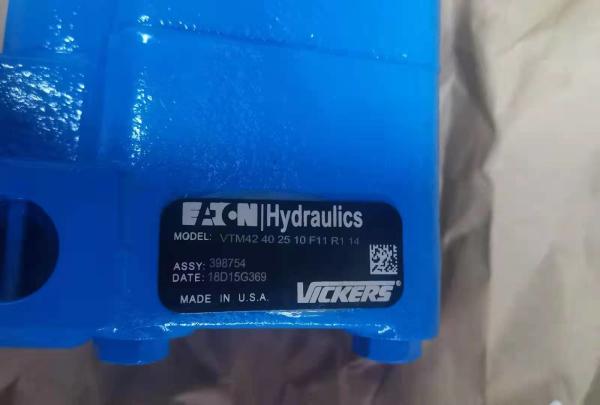 EATON | Hydraulics
MODEL: VTM42 40 25 10 F11 R1 14
ASSY: 398754
DATE: 18D15G369
MADE IN U.S.A.
VICKERS